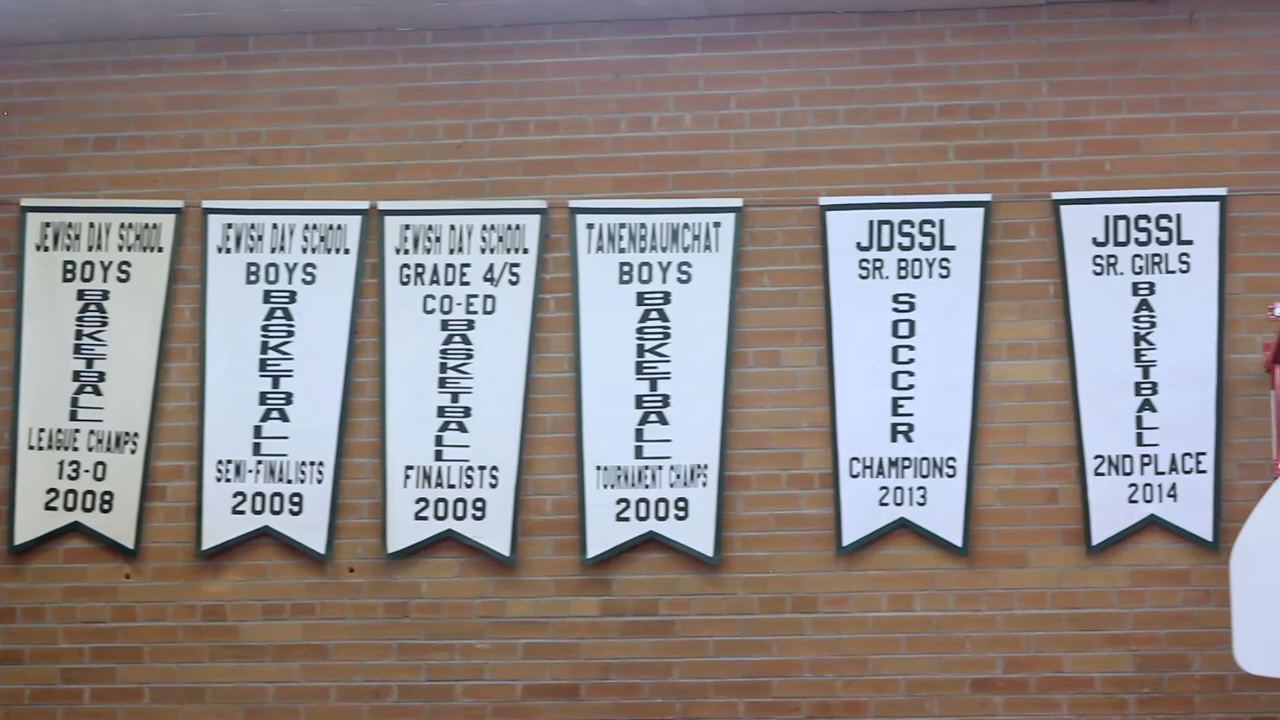 JEWISH DAY SCHOOL
BOYS
BASKETBALL
LEAGUE CHAMPS
13-0
2008
JEWISH DAY SCHOOL
BOYS
BASKETBALL
SEMI-FINALISTS
2009
JEWISH DAY SCHOOL
GRADE 4/5
CO-ED
BASKETBALL
FINALISTS
2009
TANENBAUMCHAT
BOYS
BASKETBALL
TOURNAMENT CHAMPS
2009
JDSSL
SR. BOYS
SOCCER
CHAMPIONS
2013
JDSSL
SR. GIRLS
BASKETBALL
2ND PLACE
2014